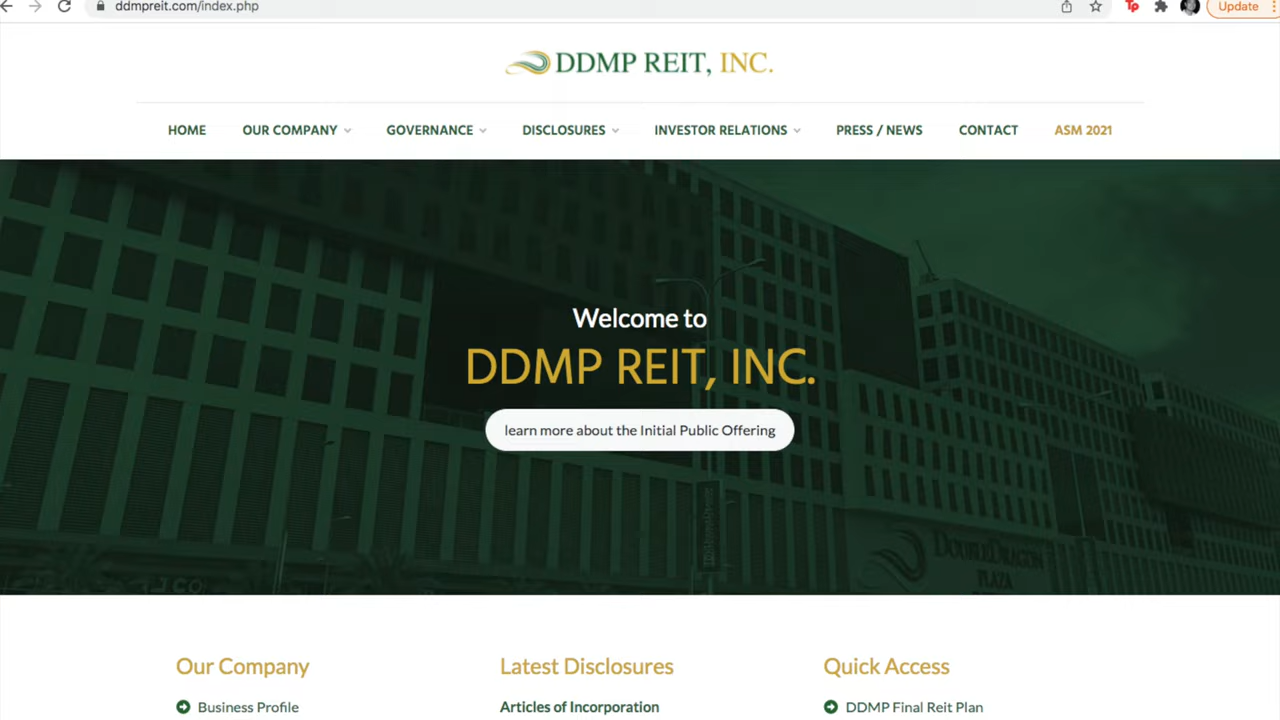 ddmpreit.com/index.php
Tp
Update
DDMP REIT, INC.
HOME OUR COMPANY GOVERNANCE DISCLOSURES INVESTOR RELATIONS PRESS / NEWS CONTACT ASM 2021
Welcome to
DDMP REIT, INC.
learn more about the Initial Public Offering
DOUBLEDRAGON
PLAZA
Our Company Latest Disclosures Quick Access
Business Profile Articles of Incorporation DDMP Final Reit Plan